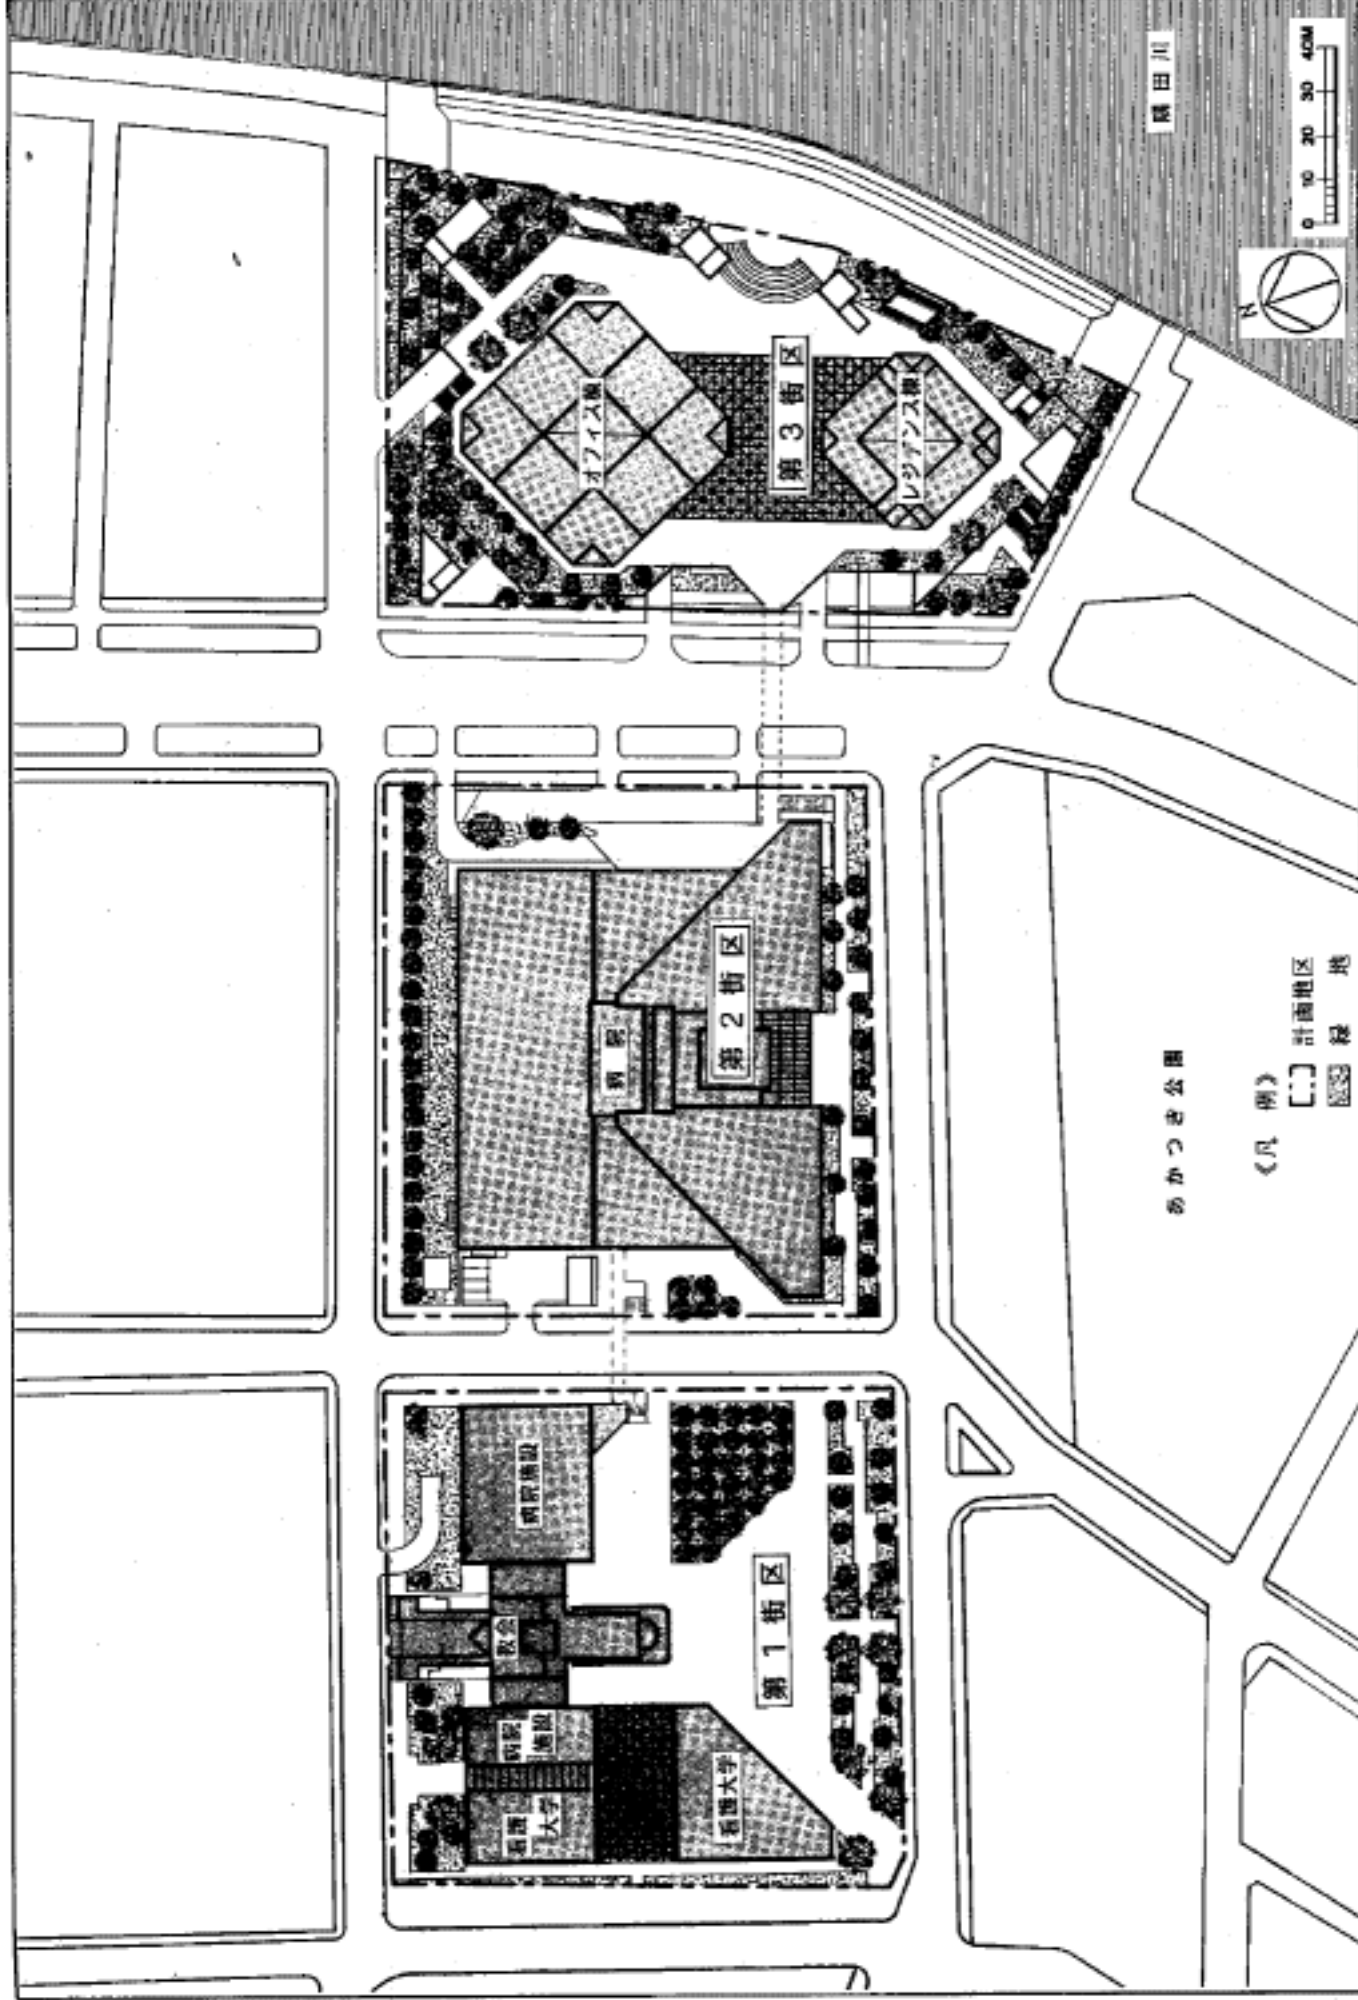 隅田川
0 10 20 30 40M
N
オフィス棟
第3街区
レジデンス棟
病院
第2街区
病院施設
教会
病院
施設
看護
大学
看護大学
第1街区
あかつき公園
《凡例》
計画地区
緑地